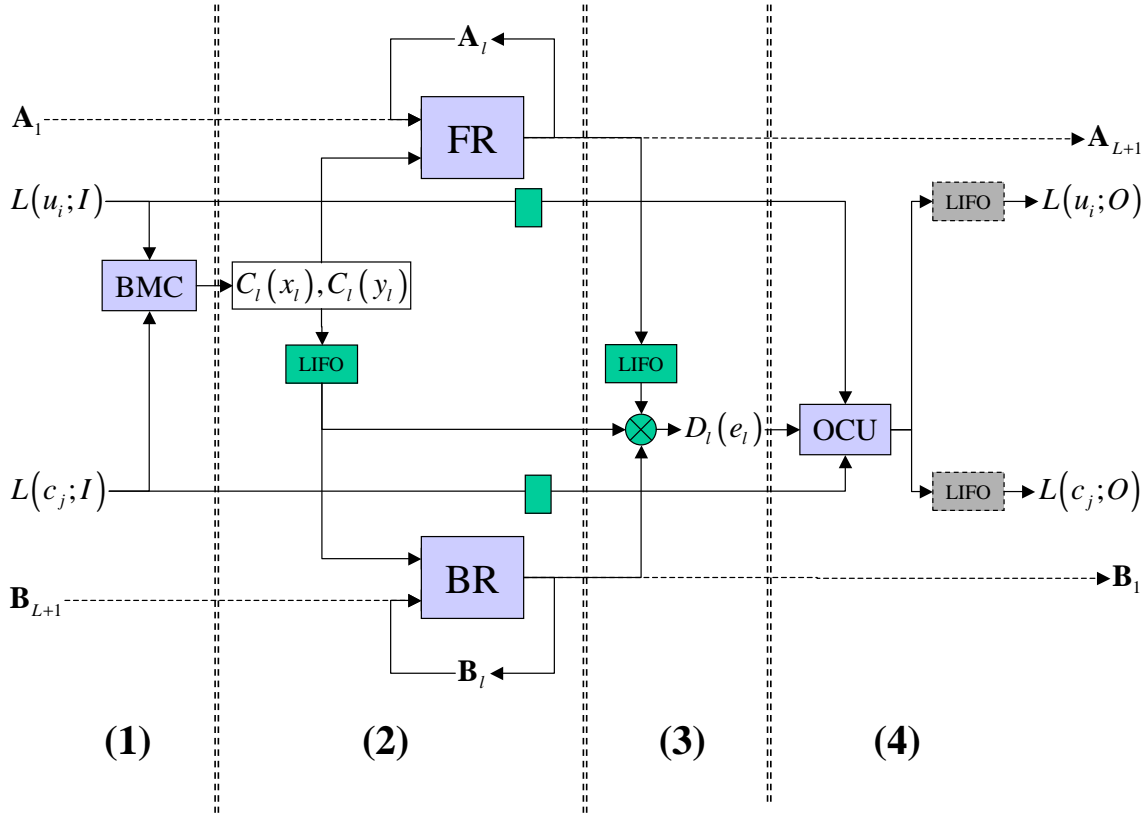 A_l
A_1
FR
A_{L+1}
L(u_i;I)
LIFO
L(u_i;O)
BMC
C_l(x_l),C_l(y_l)
LIFO
LIFO
D_l(e_l)
OCU
L(c_j;I)
LIFO
L(c_j;O)
BR
B_{L+1}
B_1
B_l
(1)
(2)
(3)
(4)